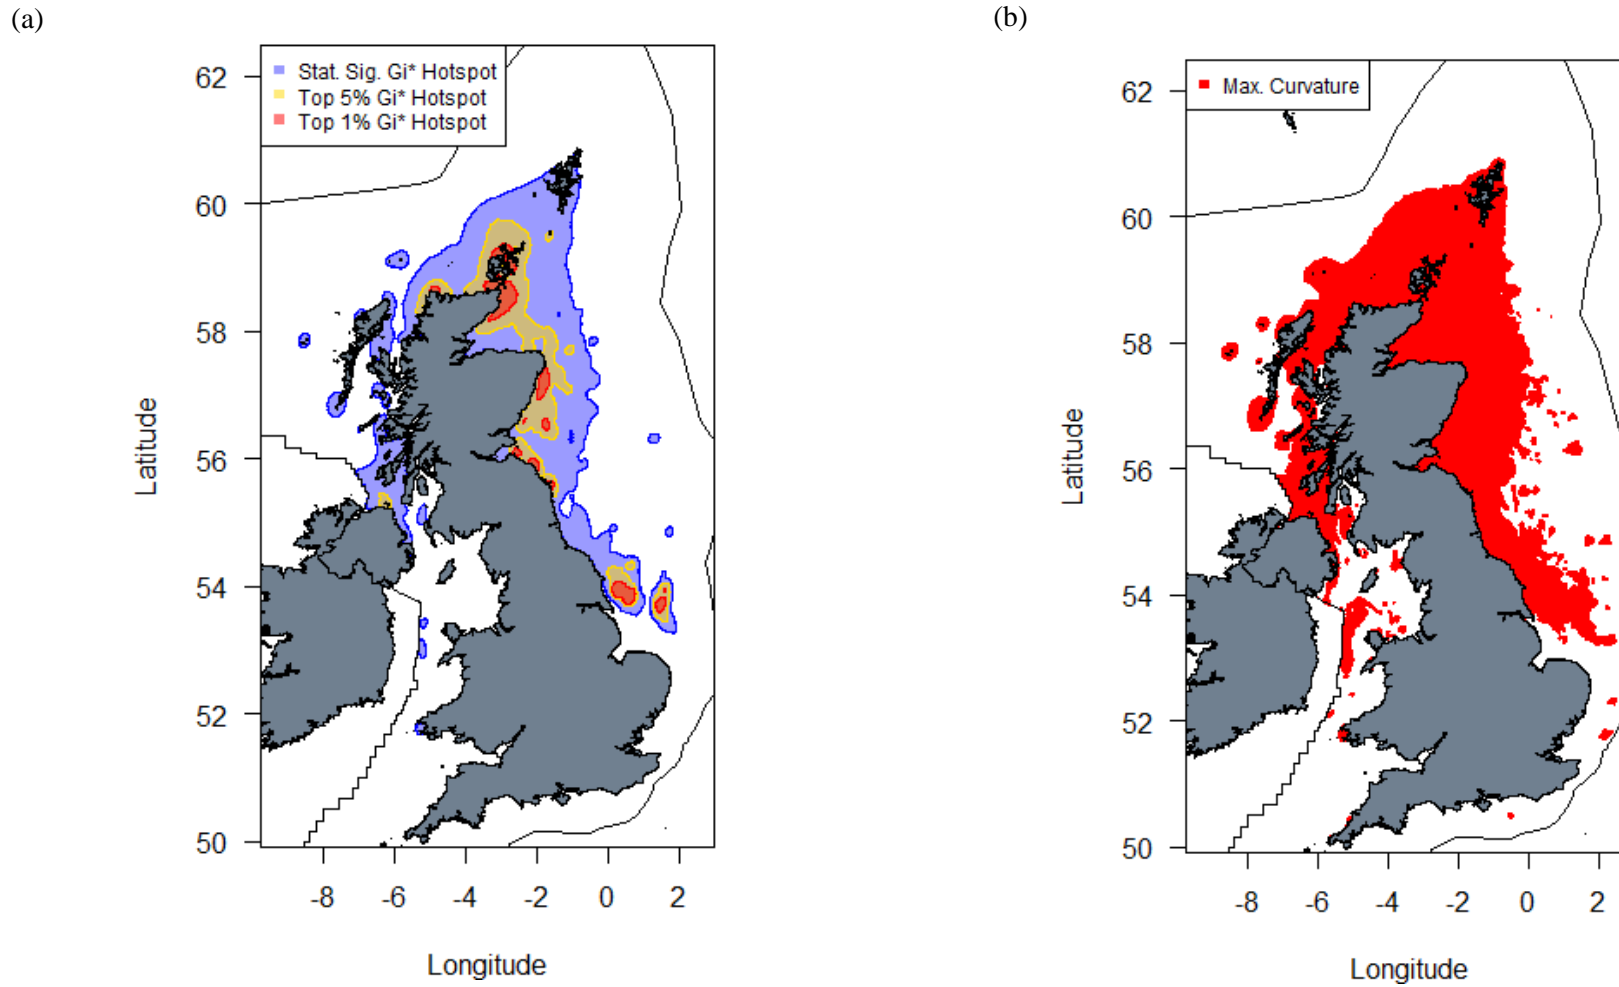 (a)
Stat. Sig. Gi* Hotspot
Top 5% Gi* Hotspot
Top 1% Gi* Hotspot
62
60
58
56
54
52
50
Latitude
-8 -6 -4 -2 0 2
Longitude
(b)
Max. Curvature
62
60
58
56
54
52
50
Latitude
-8 -6 -4 -2 0 2
Longitude